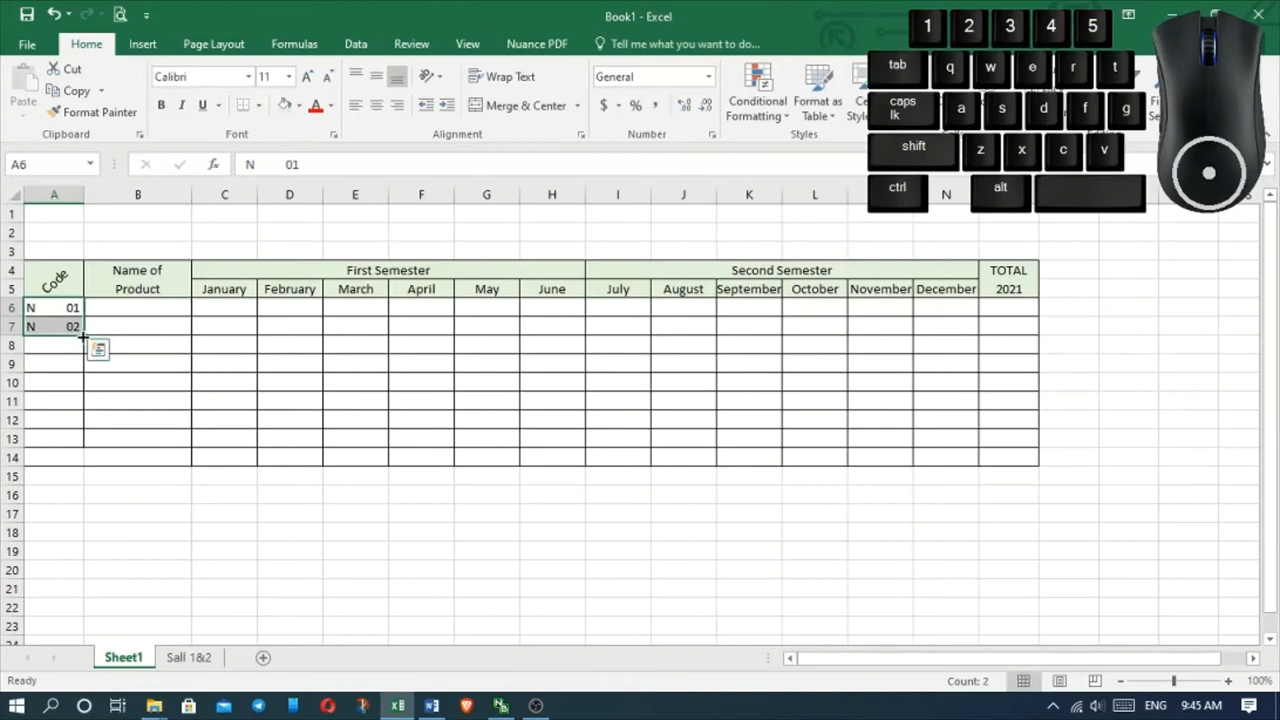 Book1 - Excel
File Home Insert Page Layout Formulas Data Review View Nuance PDF Tell me what you want to do...
Paste
Cut
Copy
Format Painter
Calibri 11
B I U
Wrap Text
Merge & Center
General
Conditional Formatting
Format as Table
Clipboard Font Alignment Number Styles
A6 N 01
A B C D E F G H I J K L N
1
2
3
4 Code Name of First Semester Second Semester TOTAL
5 Product January February March April May June July August September October November December 2021
6 N 01
7 N 02
8
9
10
11
12
13
14
15
16
17
18
19
20
21
22
23
Sheet1 Sall 1&2
Ready Count: 2 100%
ENG 9:45 AM
1 2 3 4 5
tab q w e r t
caps lk a s d f g
shift z x c v
ctrl alt